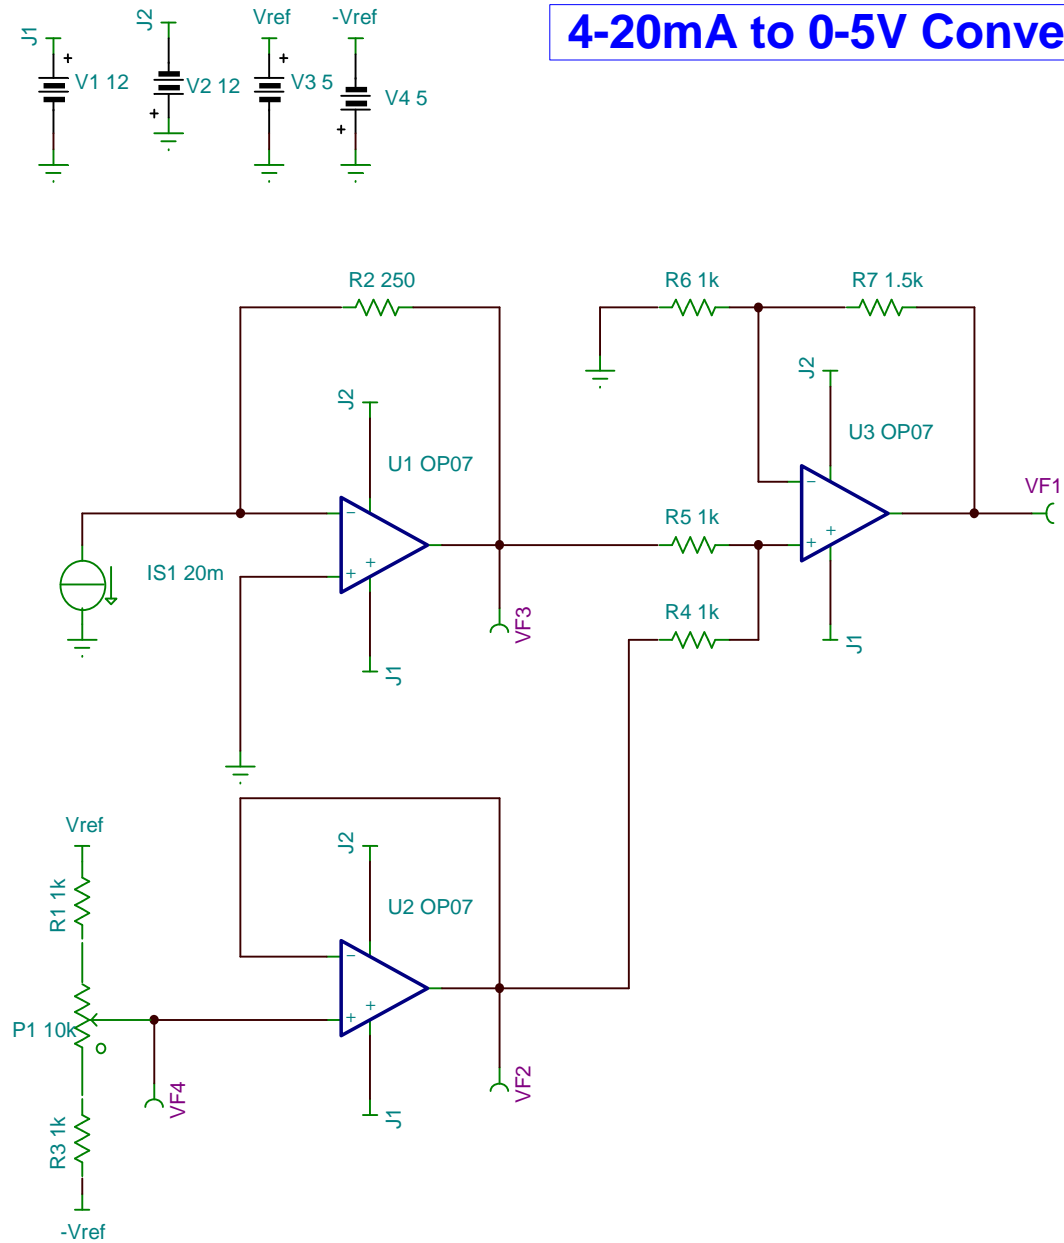 4-20mA to 0-5V Conve
J1
+
V1 12
J2
V2 12
+
Vref
+
V3 5
-Vref
V4 5
+
R2 250
R6 1k
R7 1.5k
J2
U1 OP07
J2
U3 OP07
VF1
R5 1k
IS1 20m
R4 1k
VF3
J1
J1
Vref
R1 1k
J2
U2 OP07
P1 10k
VF4
VF2
J1
R3 1k
-Vref